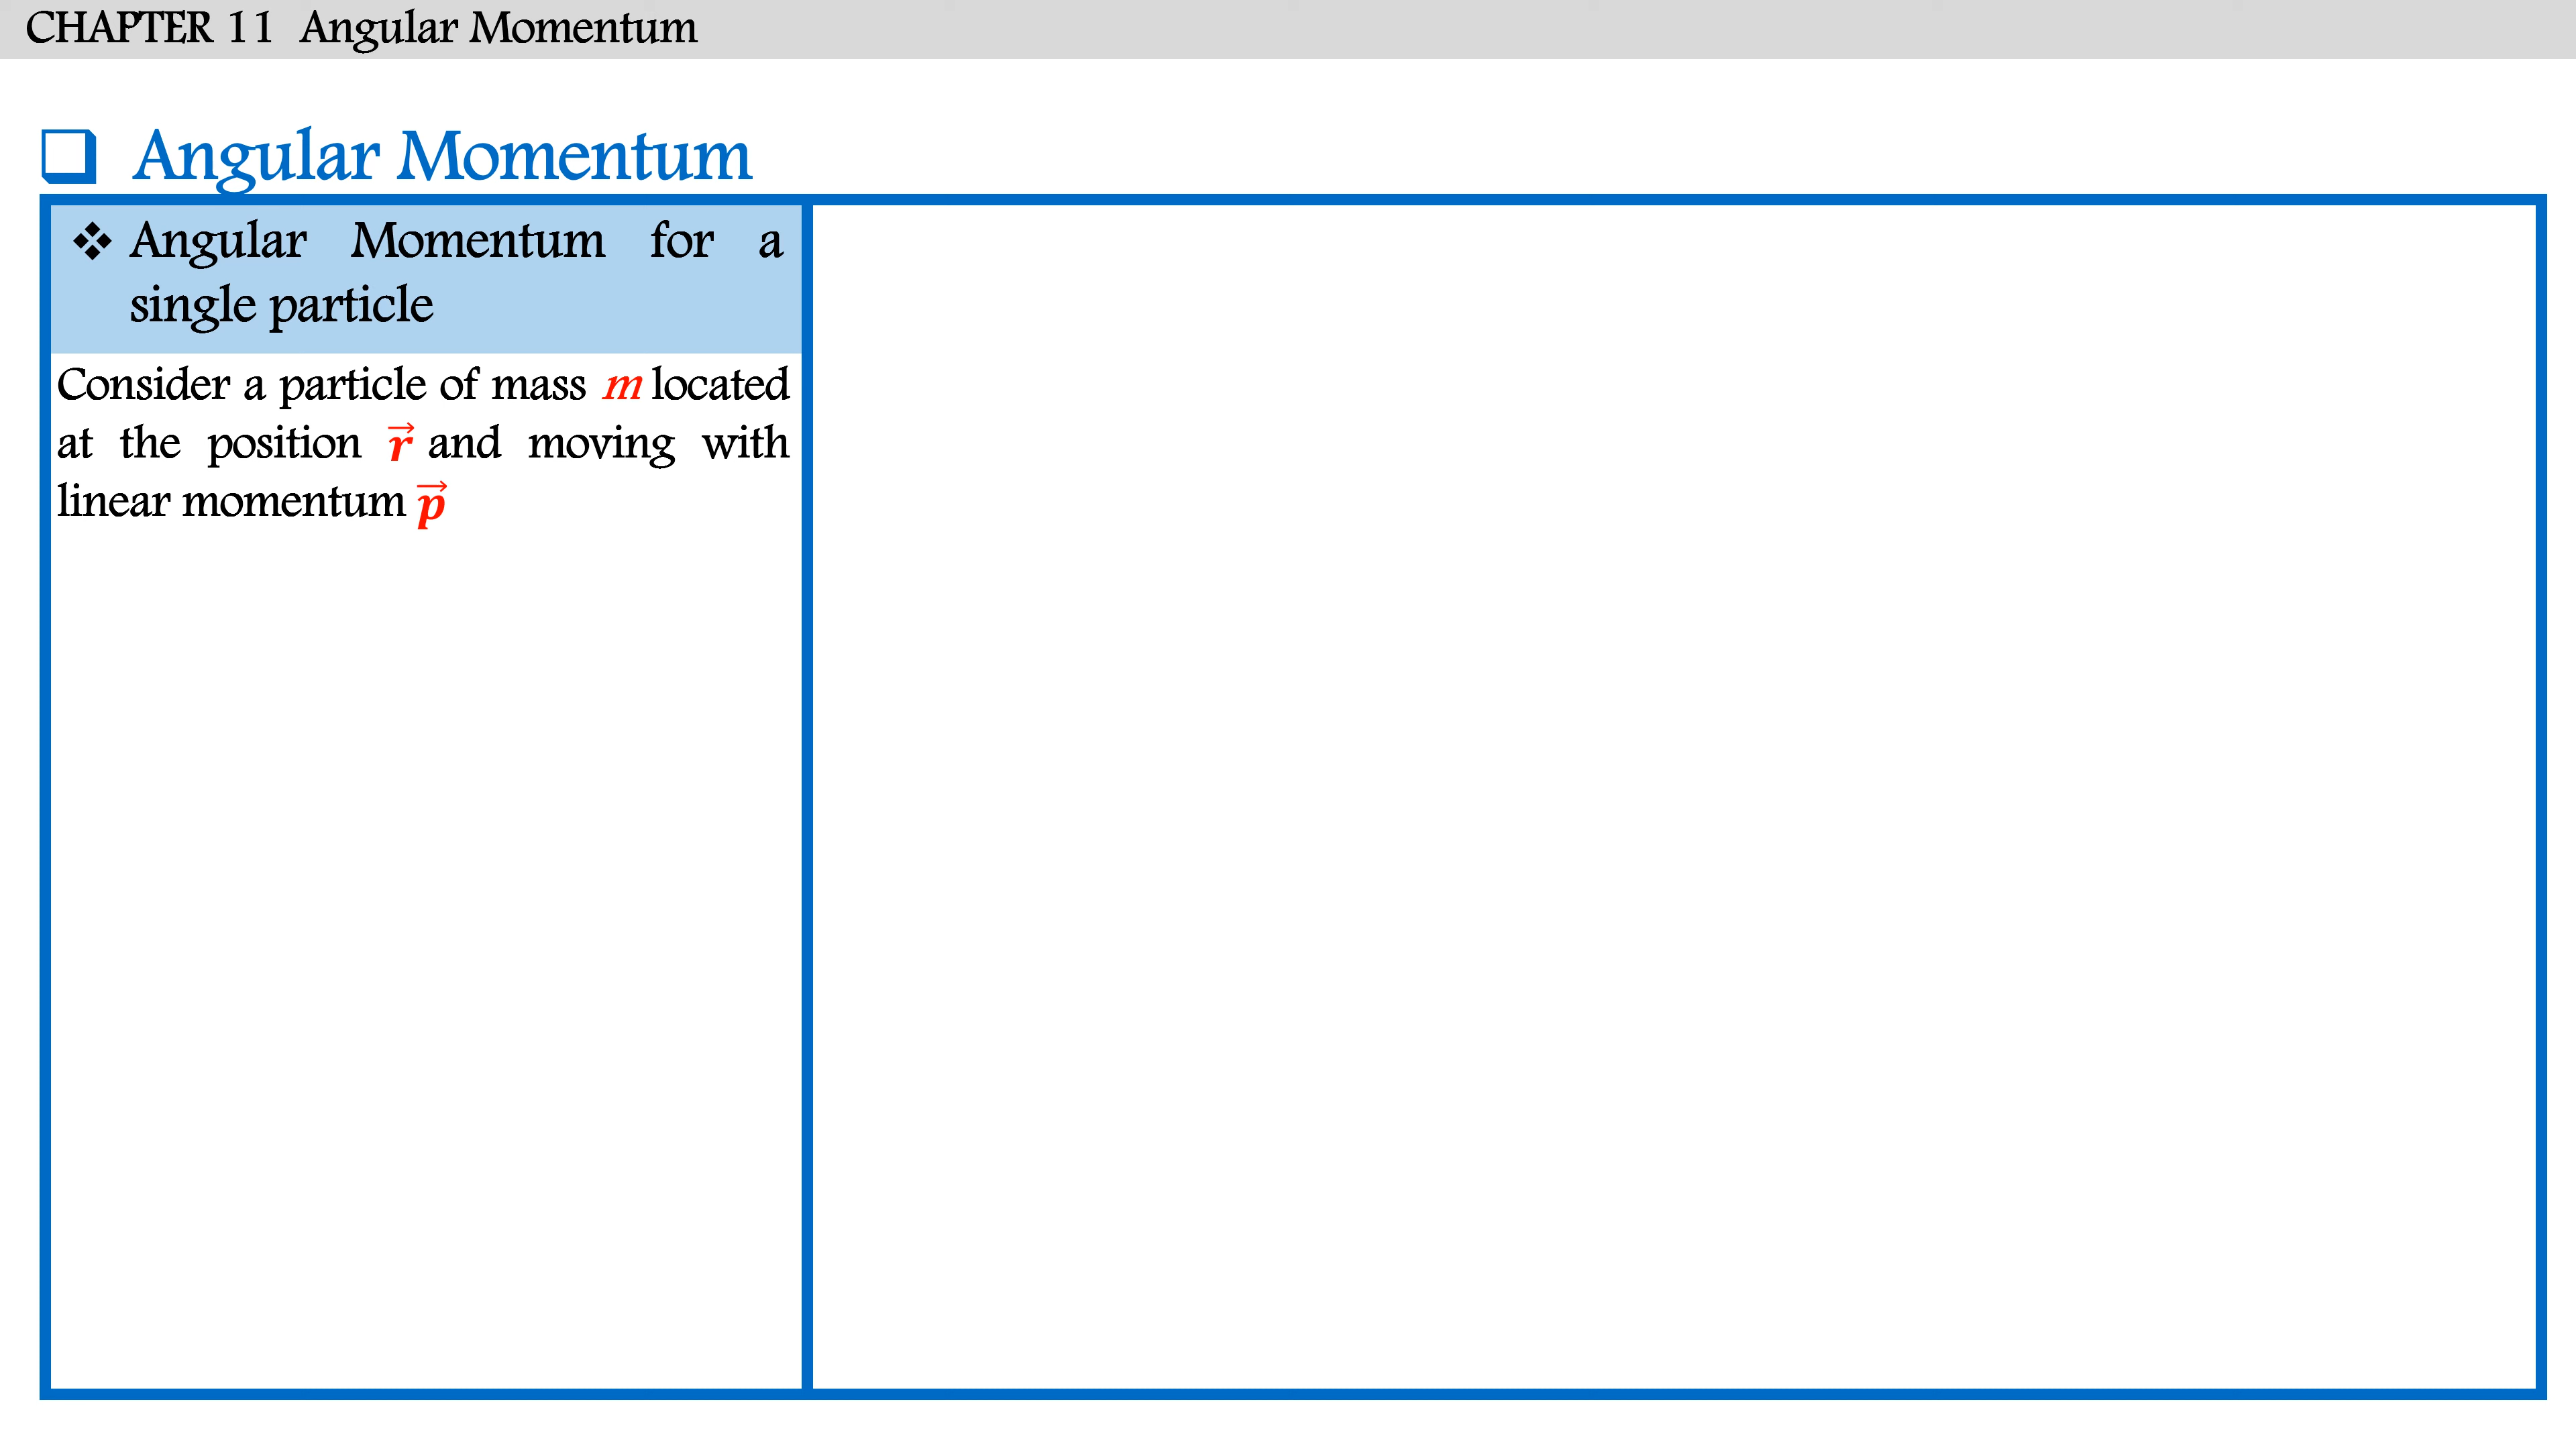 CHAPTER 11 Angular Momentum
❑ Angular Momentum
❖ Angular Momentum for a
single particle
Consider a particle of mass m located
at the position r⃗ and moving with
linear momentum p⃗